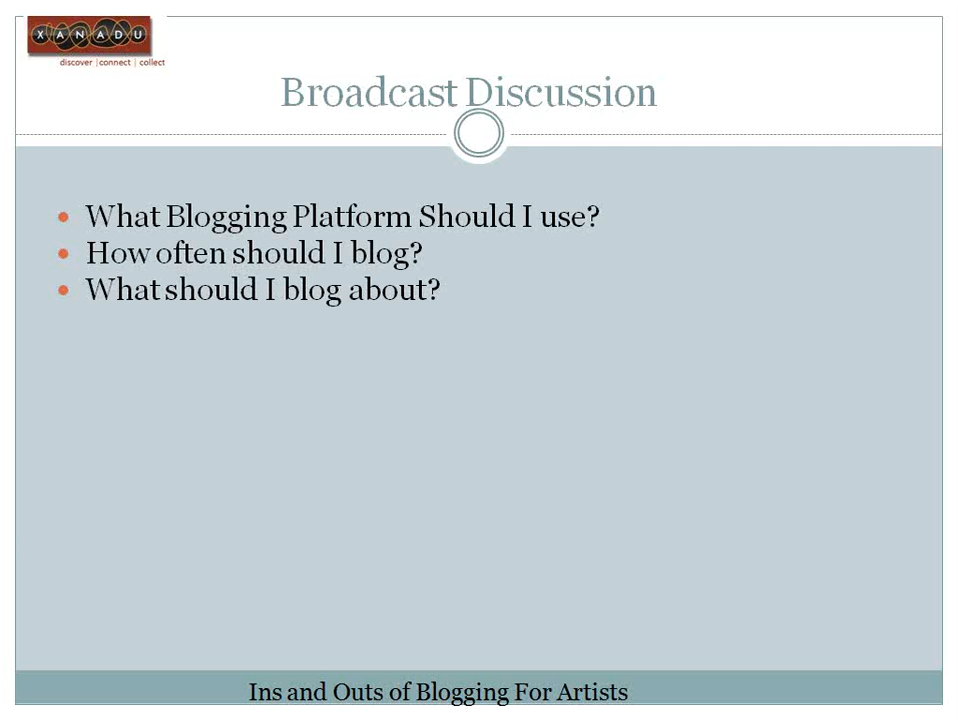 XANADU
discover | connect | collect
Broadcast Discussion
What Blogging Platform Should I use?
How often should I blog?
What should I blog about?
Ins and Outs of Blogging For Artists